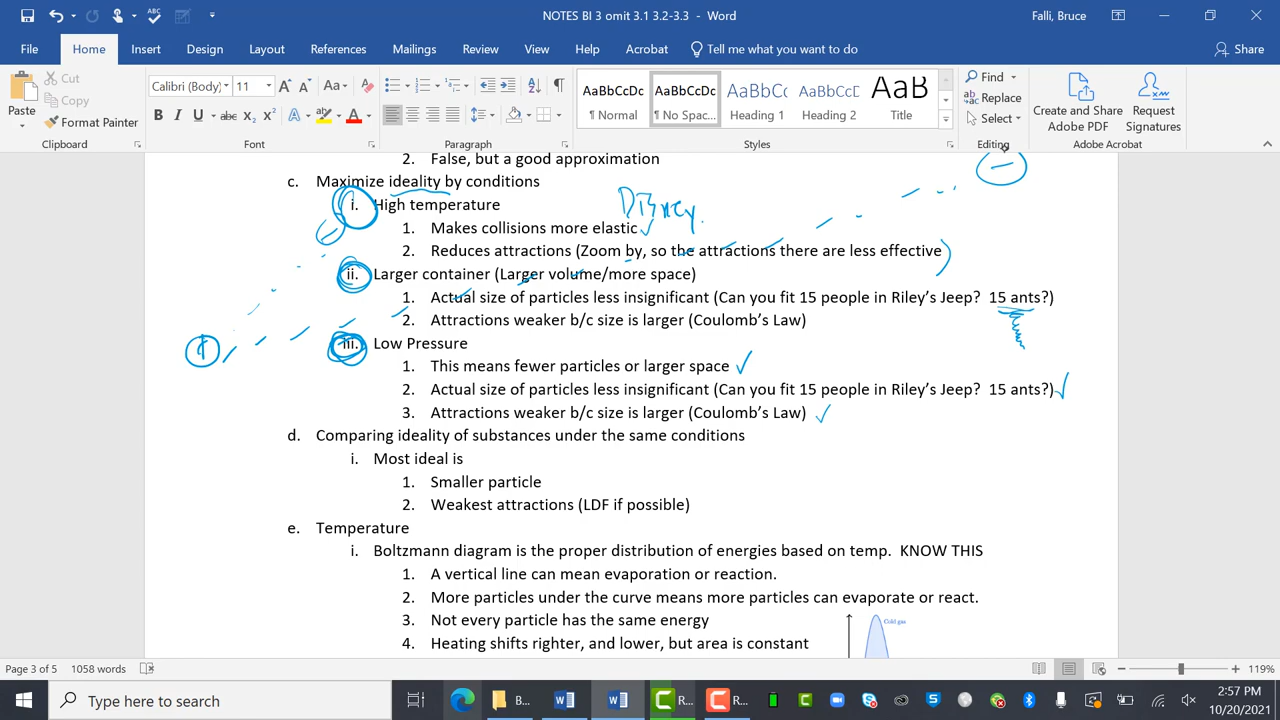 NOTES BI 3 omit 3.1 3.2-3.3 - Word
Falli, Bruce
File Home Insert Design Layout References Mailings Review View Help Acrobat Tell me what you want to do Share
Paste
Cut
Copy
Format Painter
Clipboard
Calibri (Body) 11
Font
Paragraph
AaBbCcDc ¶ Normal
AaBbCcDc ¶ No Spac...
AaBbCc Heading 1
AaBbCcD Heading 2
AaB Title
Styles
Find
Replace
Select
Editing
Create and Share Adobe PDF
Request Signatures
Adobe Acrobat
2. False, but a good approximation
c. Maximize ideality by conditions
i. High temperature
1. Makes collisions more elastic
2. Reduces attractions (Zoom by, so the attractions there are less effective
ii. Larger container (Larger volume/more space)
1. Actual size of particles less insignificant (Can you fit 15 people in Riley's Jeep? 15 ants?)
2. Attractions weaker b/c size is larger (Coulomb's Law)
iii. Low Pressure
1. This means fewer particles or larger space
2. Actual size of particles less insignificant (Can you fit 15 people in Riley's Jeep? 15 ants?)
3. Attractions weaker b/c size is larger (Coulomb's Law)
d. Comparing ideality of substances under the same conditions
i. Most ideal is
1. Smaller particle
2. Weakest attractions (LDF if possible)
e. Temperature
i. Boltzmann diagram is the proper distribution of energies based on temp. KNOW THIS
1. A vertical line can mean evaporation or reaction.
2. More particles under the curve means more particles can evaporate or react.
3. Not every particle has the same energy
4. Heating shifts righter, and lower, but area is constant
Cold gas
Page 3 of 5 1058 words
119%
Type here to search
B...
R...
R...
2:57 PM
10/20/2021